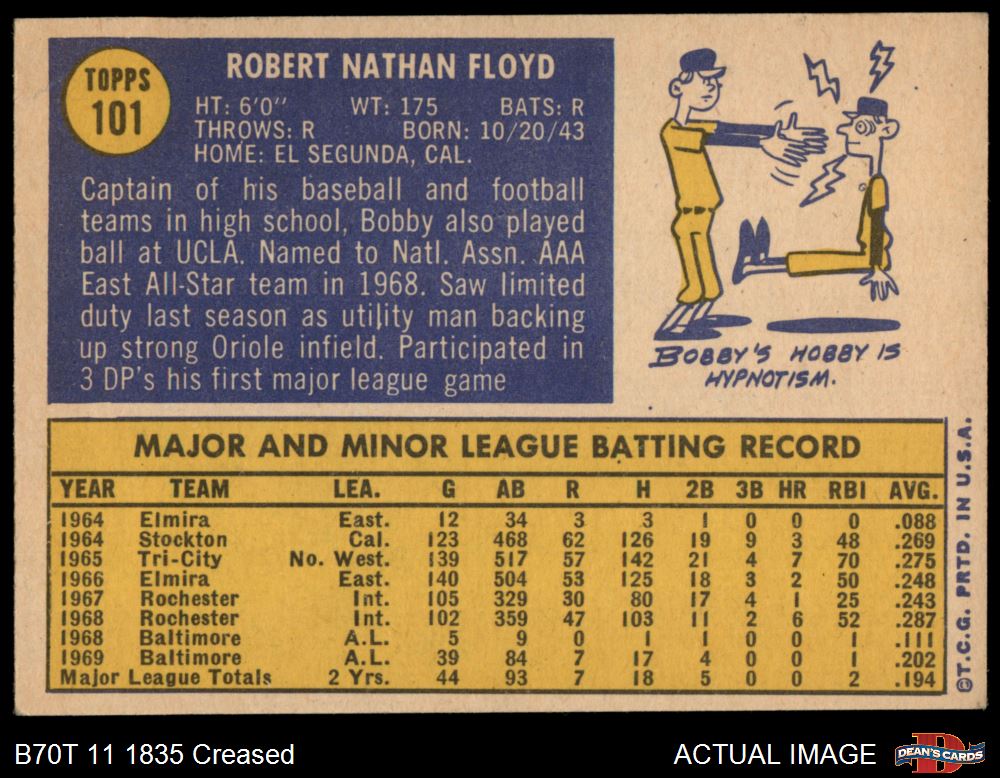 TOPPS
101
ROBERT NATHAN FLOYD
HT: 6'0" WT: 175 BATS: R
THROWS: R BORN: 10/20/43
HOME: EL SEGUNDA, CAL.
Captain of his baseball and football
teams in high school, Bobby also played
ball at UCLA. Named to Natl. Assn. AAA
East All-Star team in 1968. Saw limited
duty last season as utility man backing
up strong Oriole infield. Participated in
3 DP's his first major league game
BOBBY'S HOBBY IS
HYPNOTISM.
MAJOR AND MINOR LEAGUE BATTING RECORD
YEAR TEAM LEA. G AB R H 2B 3B HR RBI AVG.
1964 Elmira East. 12 34 3 3 1 0 0 0 .088
1964 Stockton Cal. 123 468 62 126 19 9 3 48 .269
1965 Tri-City No. West. 139 517 57 142 21 4 7 70 .275
1966 Elmira East. 140 504 53 125 18 3 2 50 .248
1967 Rochester Int. 105 329 30 80 17 4 1 25 .243
1968 Rochester Int. 102 359 47 103 11 2 6 52 .287
1968 Baltimore A.L. 5 9 0 1 1 0 0 1 .111
1969 Baltimore A.L. 39 84 7 17 4 0 0 1 .202
Major League Totals 2 Yrs. 44 93 7 18 5 0 0 2 .194
©T.C.G. PRTD. IN U.S.A.
B70T 11 1835 Creased
ACTUAL IMAGE
D
DEAN'S CARDS